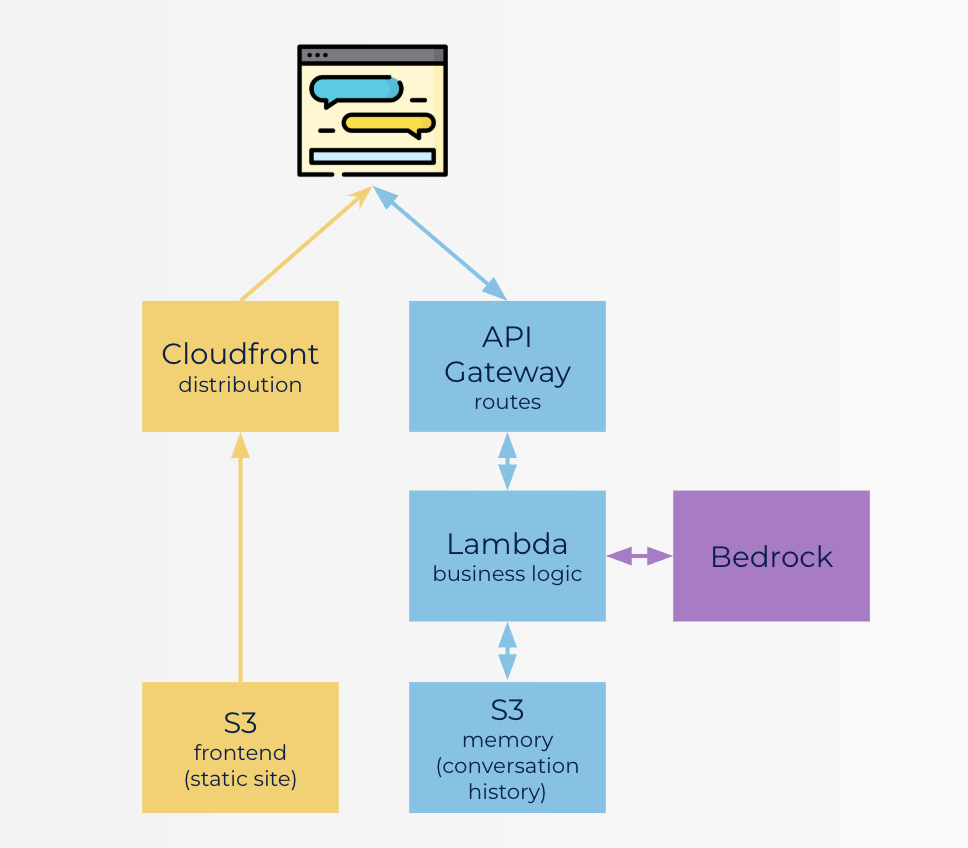 Cloudfront
distribution
API
Gateway
routes
Lambda
business logic
Bedrock
S3
frontend
(static site)
S3
memory
(conversation
history)